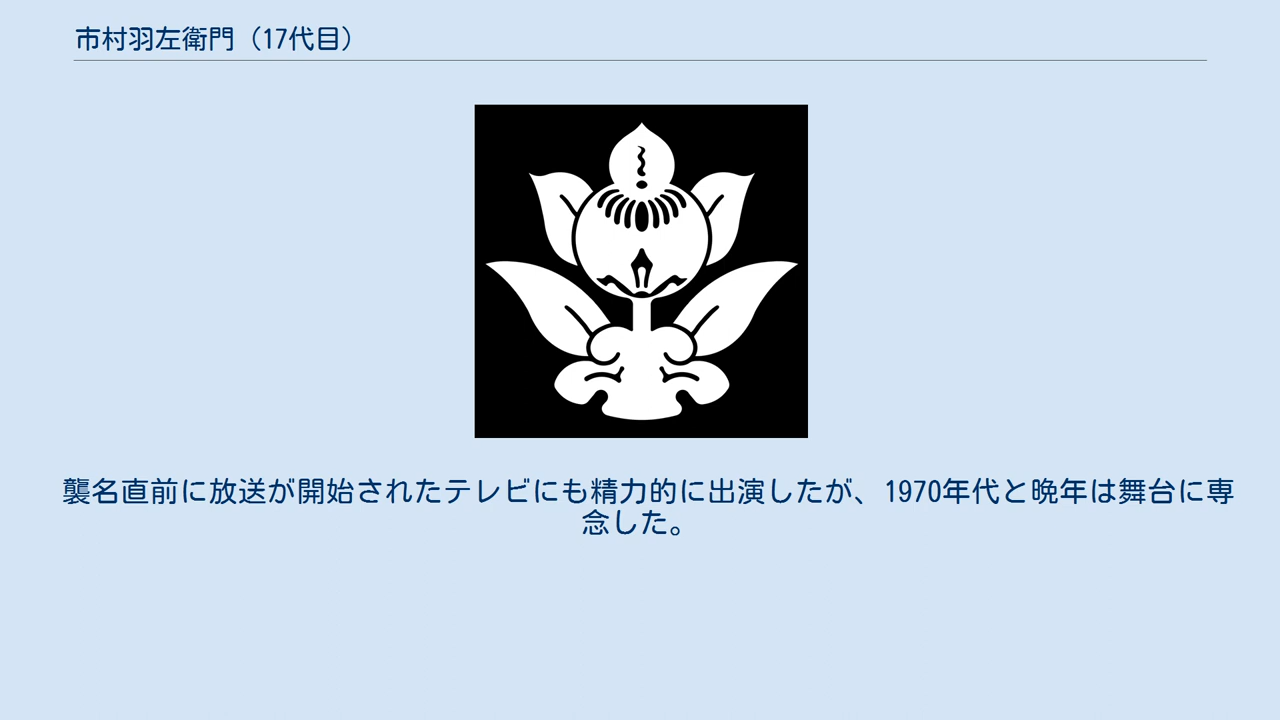 市村羽左衛門（17代目）
襲名直前に放送が開始されたテレビにも精力的に出演したが、1970年代と晩年は舞台に専
念した。